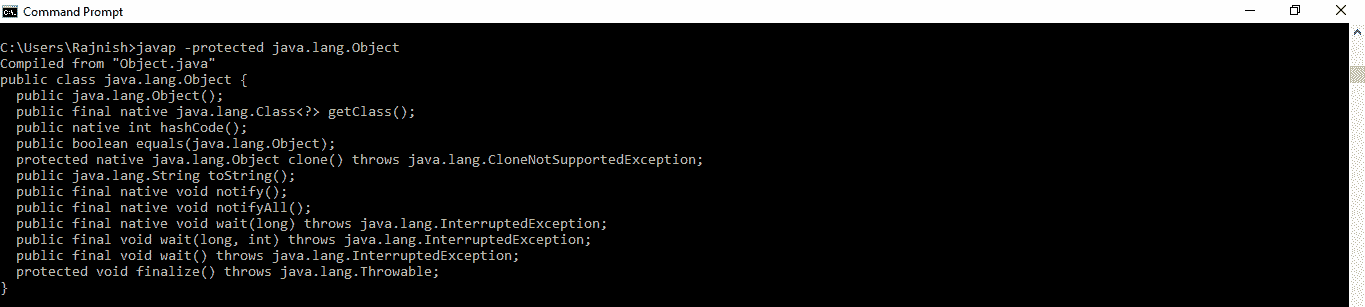 Command Prompt
C:\Users\Rajnish>javap -protected java.lang.Object
Compiled from "Object.java"
public class java.lang.Object {
  public java.lang.Object();
  public final native java.lang.Class<?> getClass();
  public native int hashCode();
  public boolean equals(java.lang.Object);
  protected native java.lang.Object clone() throws java.lang.CloneNotSupportedException;
  public java.lang.String toString();
  public final native void notify();
  public final native void notifyAll();
  public final native void wait(long) throws java.lang.InterruptedException;
  public final void wait(long, int) throws java.lang.InterruptedException;
  public final void wait() throws java.lang.InterruptedException;
  protected void finalize() throws java.lang.Throwable;
}